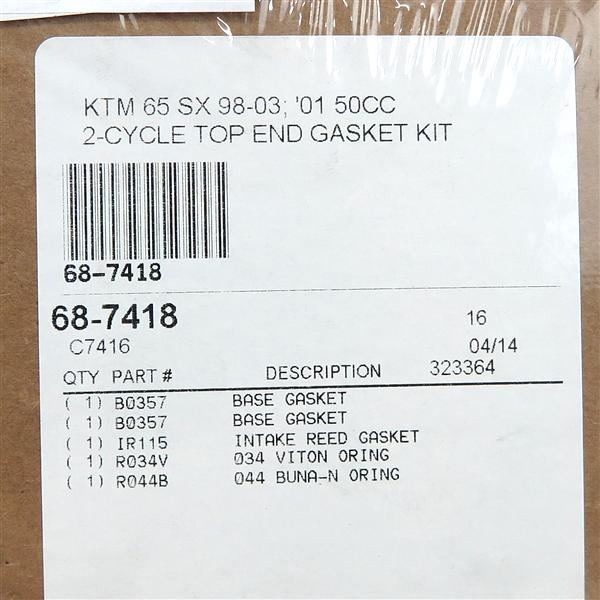 KTM 65 SX 98-03; '01 50CC
2-CYCLE TOP END GASKET KIT
68-7418
68-7418 16
C7416 04/14
QTY PART # DESCRIPTION 323364
( 1) B0357 BASE GASKET
( 1) B0357 BASE GASKET
( 1) IR115 INTAKE REED GASKET
( 1) R034V 034 VITON ORING
( 1) R044B 044 BUNA-N ORING